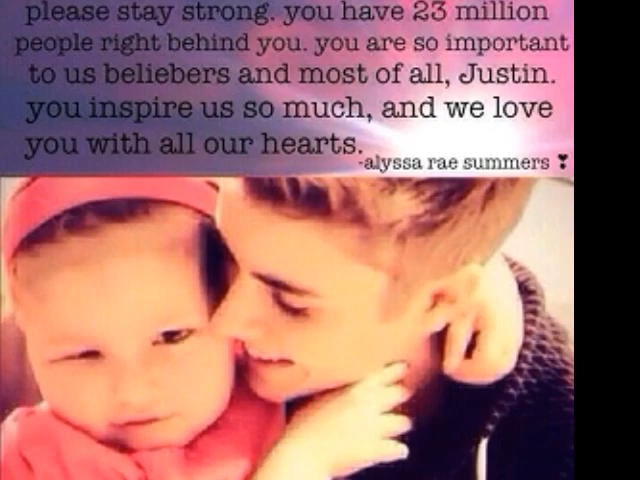 please stay strong. you have 23 million
people right behind you. you are so important
to us beliebers and most of all, Justin.
you inspire us so much, and we love
you with all our hearts.
-alyssa rae summers ❣